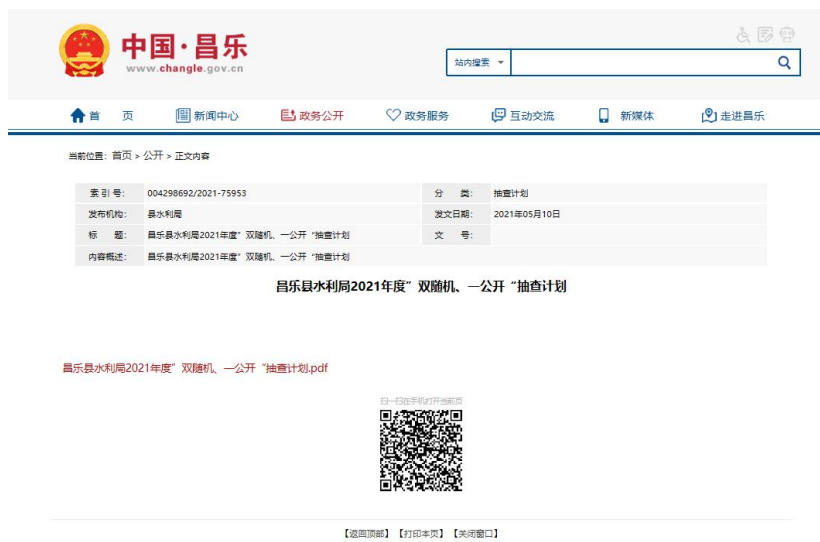 中国·昌乐
www.changle.gov.cn
站内搜索
首 页 新闻中心 政务公开 政务服务 互动交流 新媒体 走进昌乐
当前位置：首页 > 公开 > 正文内容
索 引 号： 004298692/2021-75953 分 类： 抽查计划
发布机构： 县水利局 发文日期： 2021年05月10日
标 题： 昌乐县水利局2021年度”双随机、一公开“抽查计划 文 号：
内容概述： 昌乐县水利局2021年度”双随机、一公开“抽查计划
昌乐县水利局2021年度”双随机、一公开“抽查计划
昌乐县水利局2021年度”双随机、一公开“抽查计划.pdf
扫一扫在手机打开当前页
【返回顶部】【打印本页】【关闭窗口】